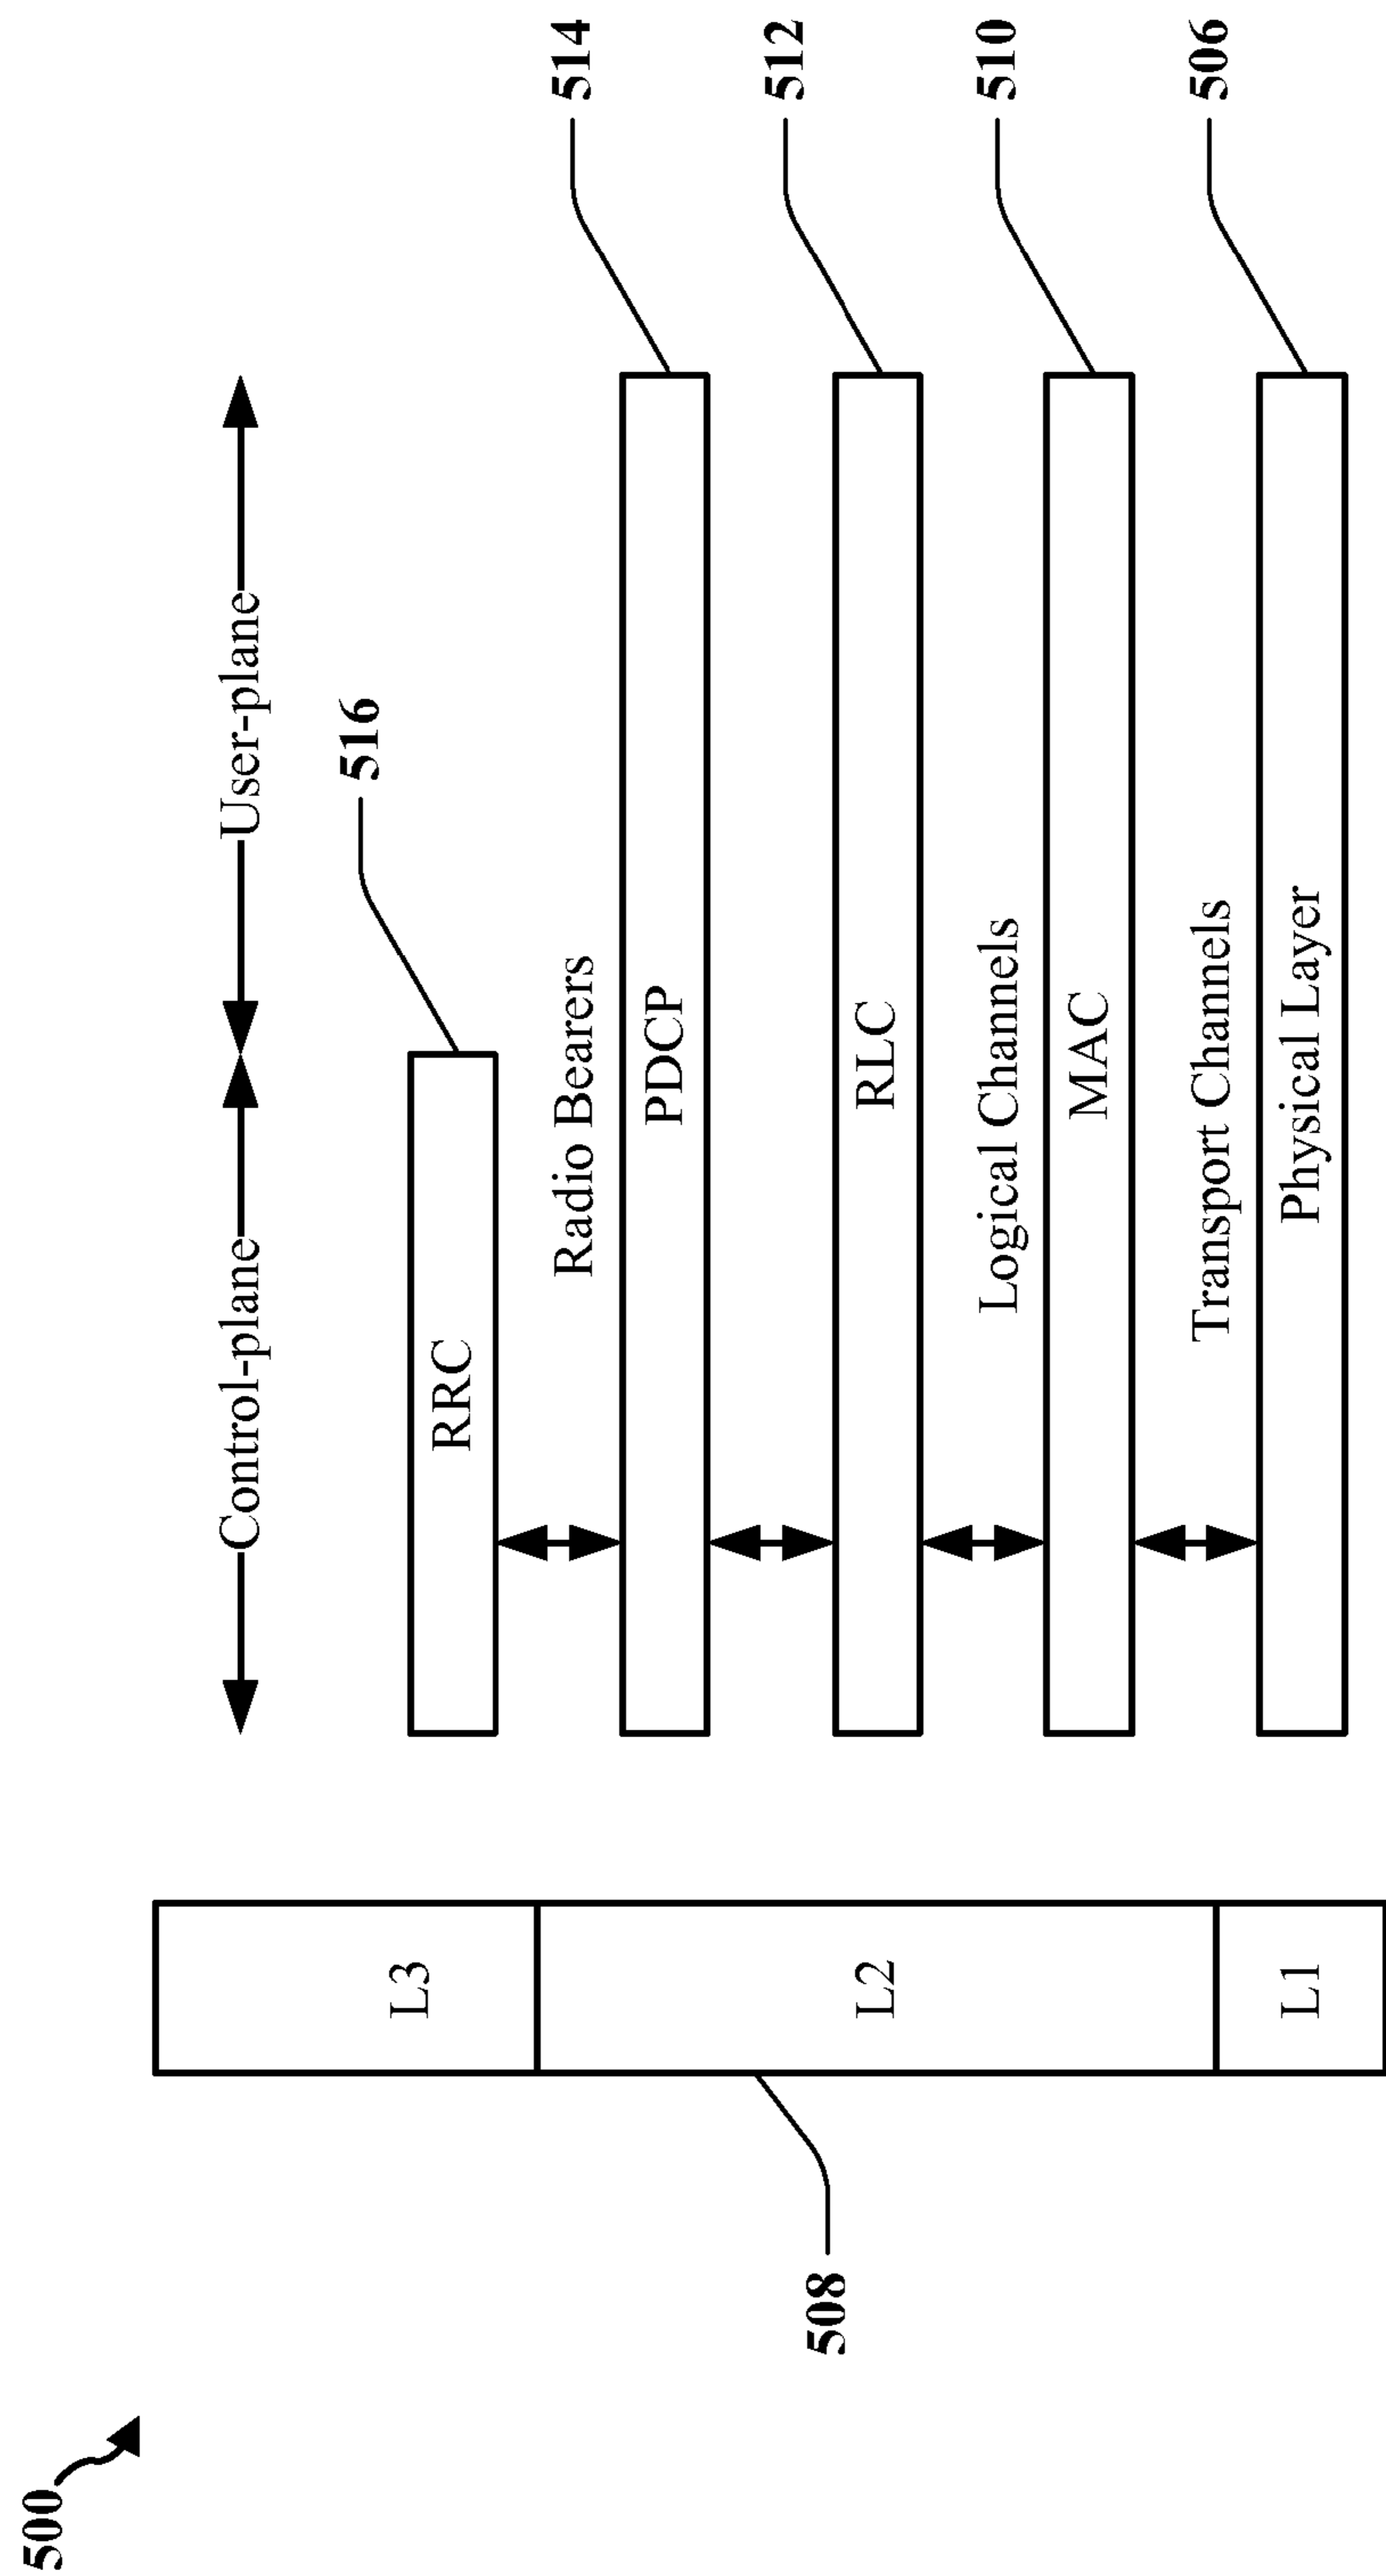 500
Control-plane User-plane
516
RRC
L3
Radio Bearers
514
PDCP
508
L2
512
RLC
Logical Channels
510
MAC
Transport Channels
506
Physical Layer
L1